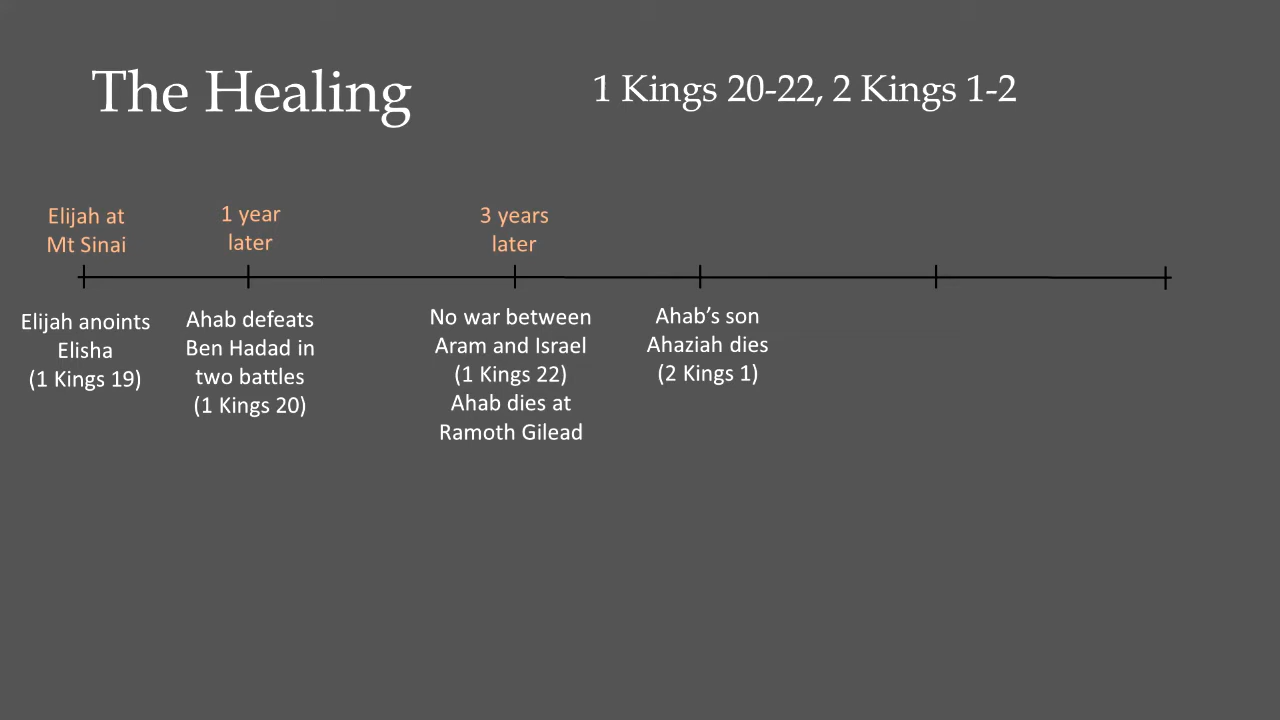 The Healing
1 Kings 20-22, 2 Kings 1-2
Elijah at
Mt Sinai
1 year
later
3 years
later
Elijah anoints
Elisha
(1 Kings 19)
Ahab defeats
Ben Hadad in
two battles
(1 Kings 20)
No war between
Aram and Israel
(1 Kings 22)
Ahab dies at
Ramoth Gilead
Ahab’s son
Ahaziah dies
(2 Kings 1)